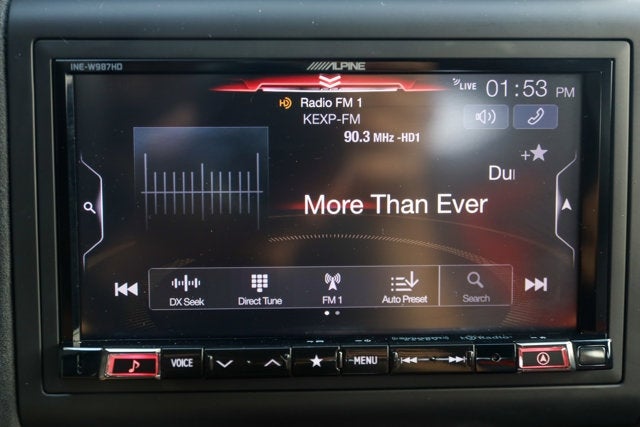 INE-W987HD
ALPINE
LIVE 01:53 PM
Radio FM 1
KEXP-FM
90.3 MHz -HD1
Du
More Than Ever
DX Seek
Direct Tune
FM 1
Auto Preset
Search
VOICE
MENU